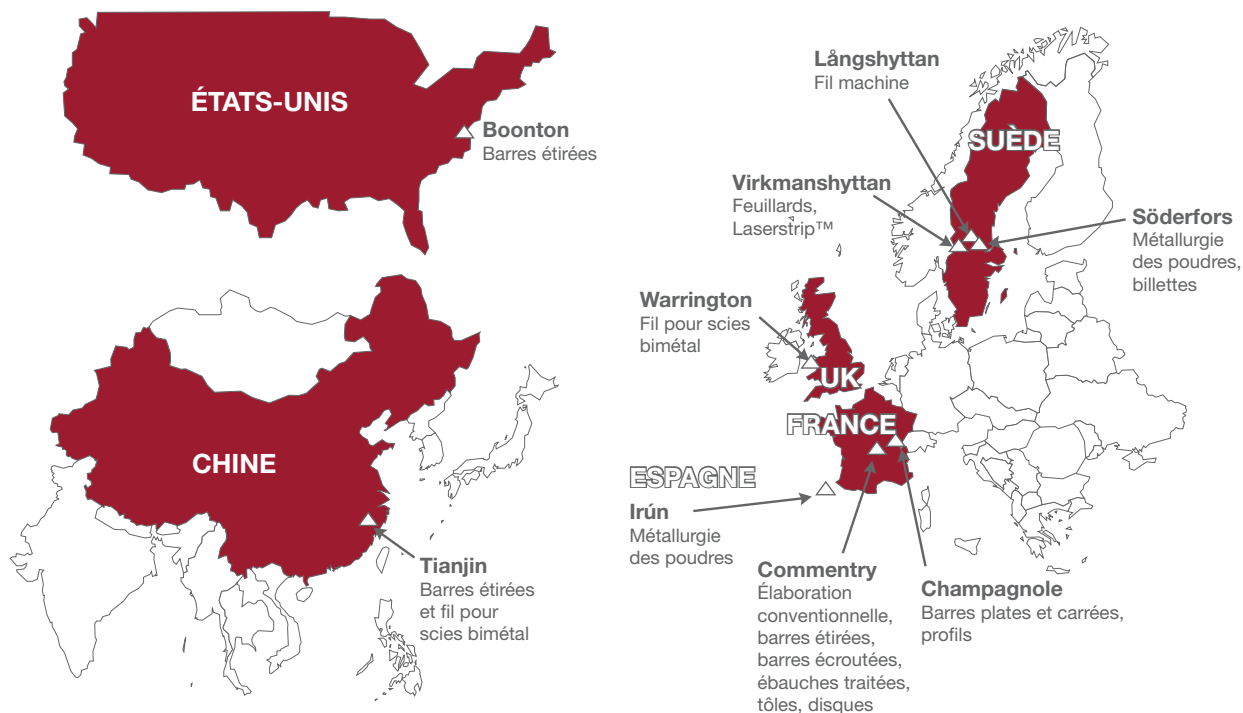 ÉTATS-UNIS
Boonton
Barres étirées
CHINE
Tianjin
Barres étirées
et fil pour
scies bimétal
Långshyttan
Fil machine
SUÈDE
Virkmanshyttan
Feuillards,
Laserstrip™
Söderfors
Métallurgie
des poudres,
billettes
Warrington
Fil pour scies
bimétal
UK
FRANCE
ESPAGNE
Irún
Métallurgie
des poudres
Commentry
Élaboration
conventionnelle,
barres étirées,
barres écroutées,
ébauches traitées,
tôles, disques
Champagnole
Barres plates et carrées,
profils